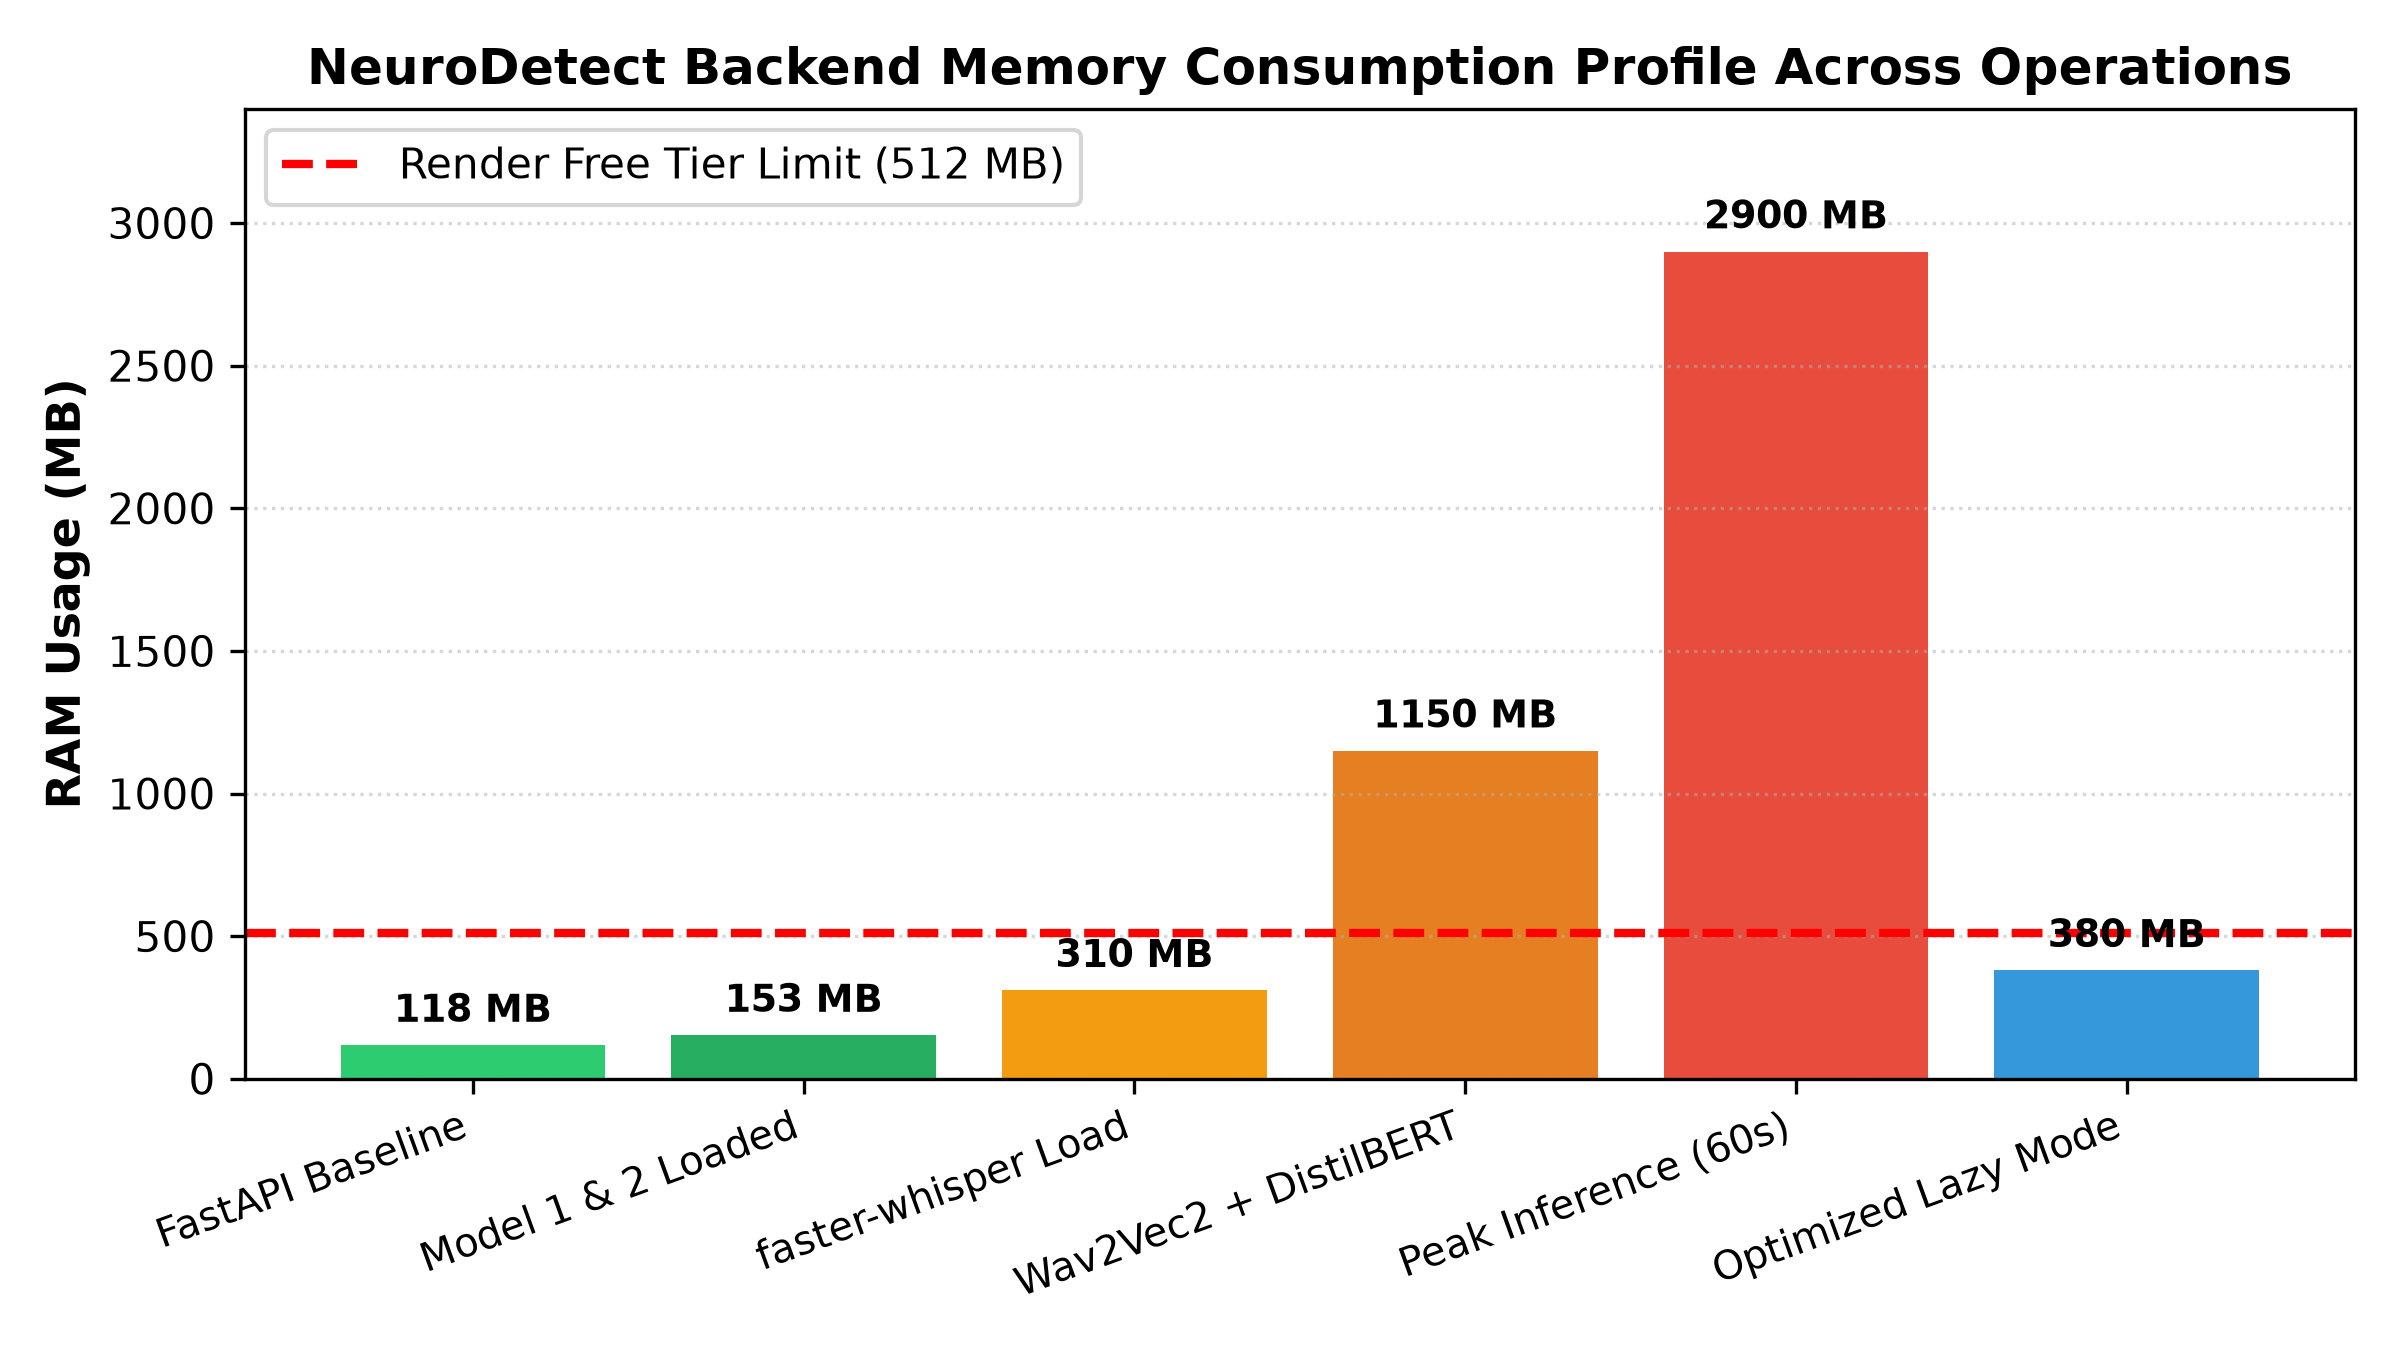 NeuroDetect Backend Memory Consumption Profile Across Operations
Render Free Tier Limit (512 MB)
RAM Usage (MB)
3000
2500
2000
1500
1000
500
0
118 MB
153 MB
310 MB
1150 MB
2900 MB
380 MB
FastAPI Baseline
Model 1 & 2 Loaded
faster-whisper Load
Wav2Vec2 + DistilBERT
Peak Inference (60s)
Optimized Lazy Mode